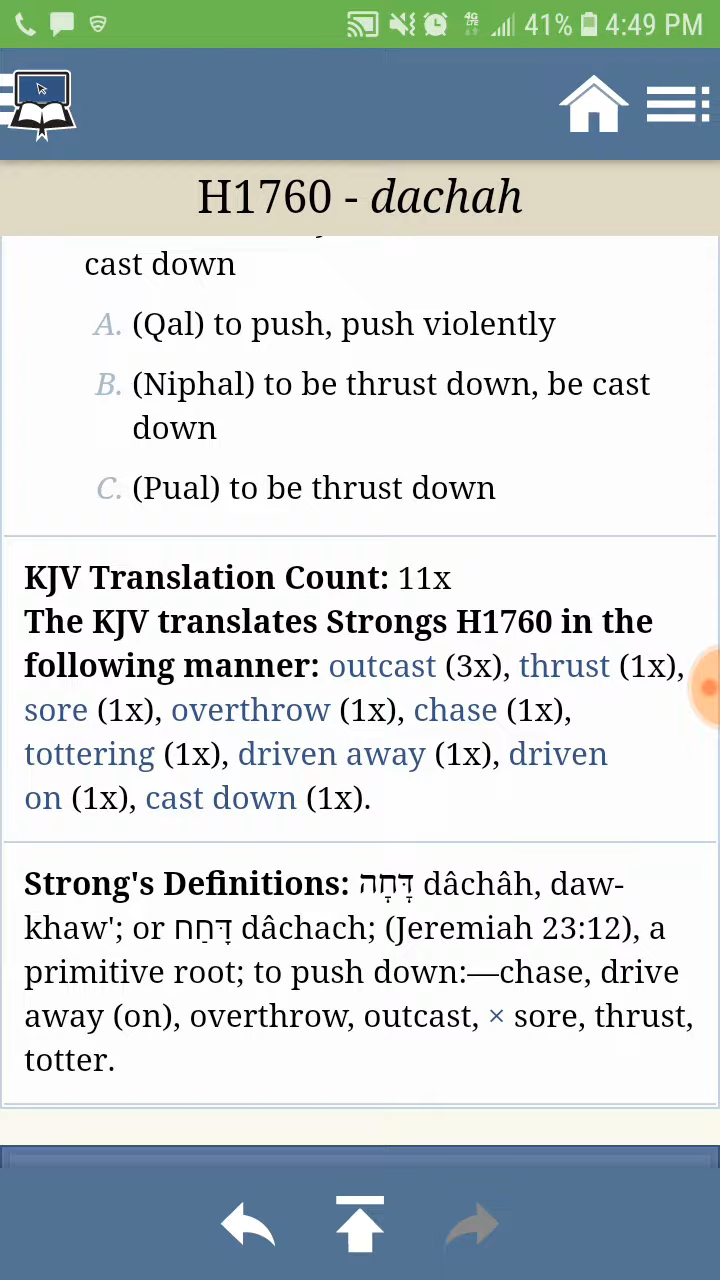 4G
LTE
41%
4:49 PM
H1760 - dachah
cast down
A. (Qal) to push, push violently
B. (Niphal) to be thrust down, be cast
down
C. (Pual) to be thrust down
KJV Translation Count: 11x
The KJV translates Strongs H1760 in the
following manner: outcast (3x), thrust (1x),
sore (1x), overthrow (1x), chase (1x),
tottering (1x), driven away (1x), driven
on (1x), cast down (1x).
Strong's Definitions: דָּחָה dâchâh, daw-
khaw'; or דָּחַח dâchach; (Jeremiah 23:12), a
primitive root; to push down:—chase, drive
away (on), overthrow, outcast, × sore, thrust,
totter.